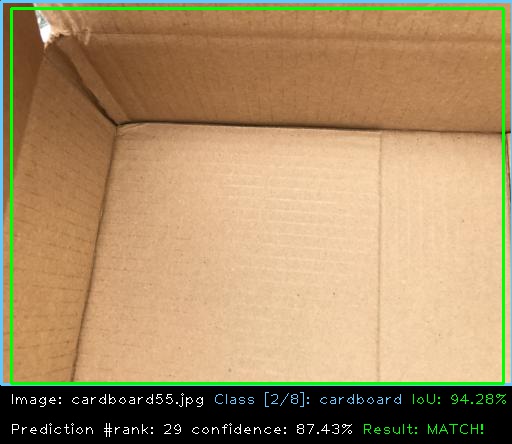 Image: cardboard55.jpg Class [2/8]: cardboard IoU: 94.28%
Prediction #rank: 29 confidence: 87.43% Result: MATCH!